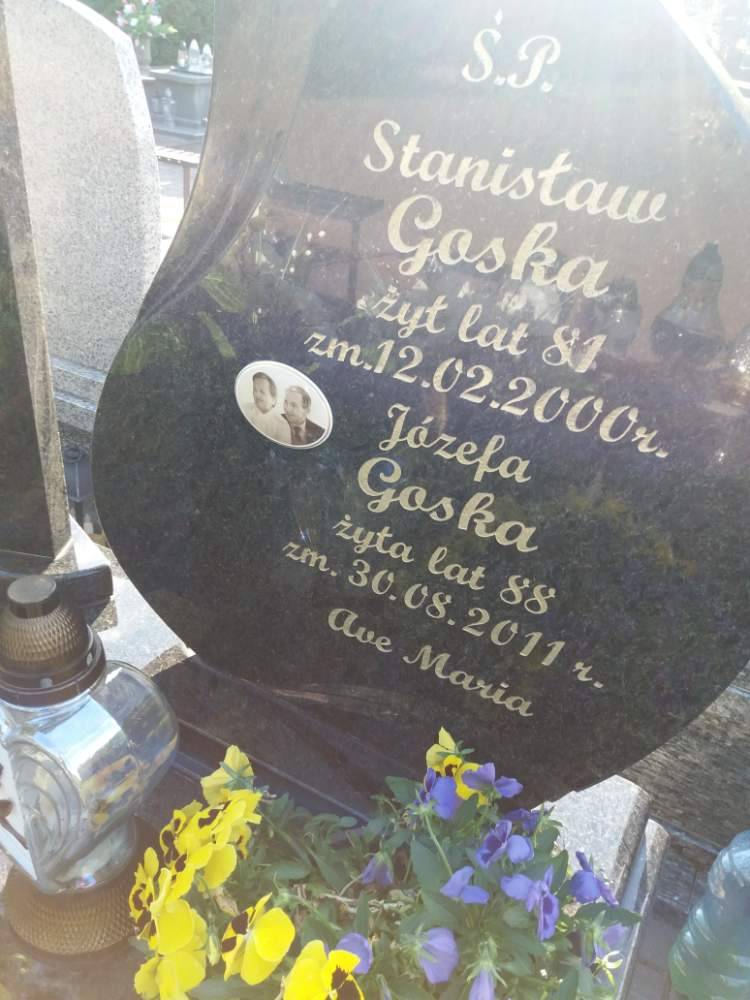 Ś.P.
Stanisław
Goska
żył lat 81
zm.12.02.2000r.
Józefa
Goska
żyła lat 88
zm. 30.08.2011 r.
Ave Maria